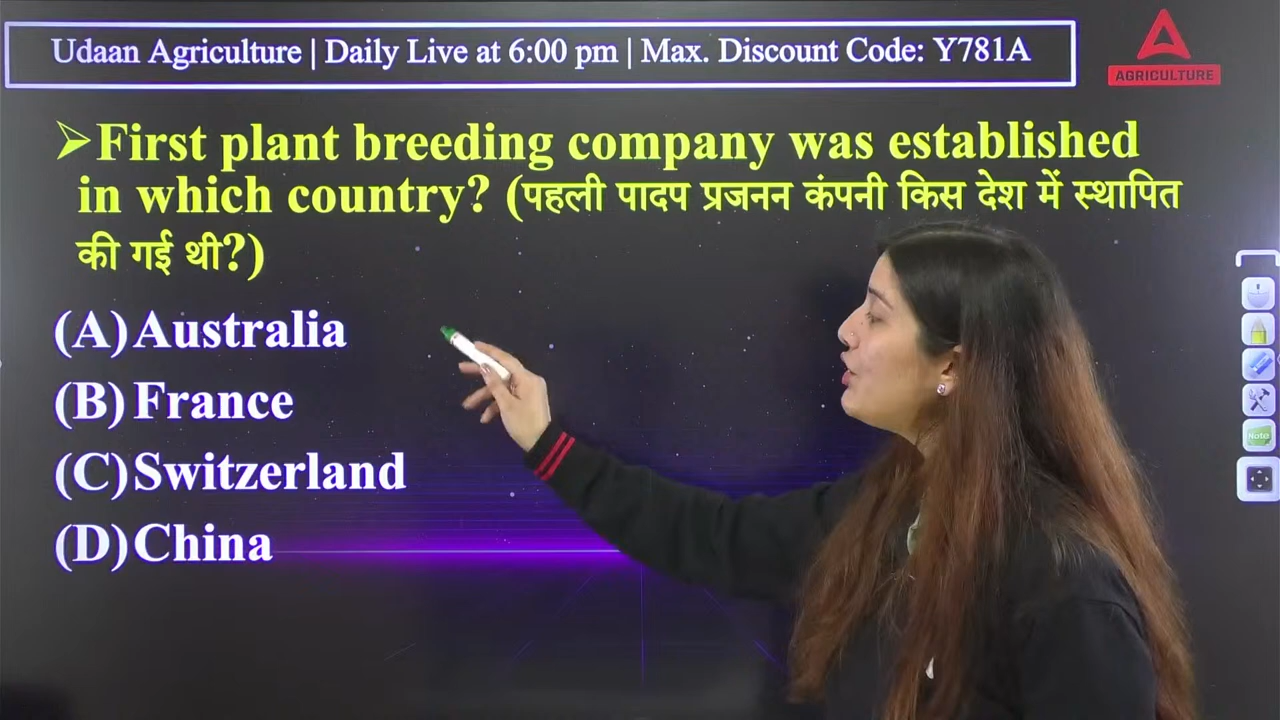 Udaan Agriculture | Daily Live at 6:00 pm | Max. Discount Code: Y781A
AGRICULTURE
➢First plant breeding company was established
in which country? (पहली पादप प्रजनन कंपनी किस देश में स्थापित
की गई थी?)
(A) Australia
(B) France
(C) Switzerland
(D) China
Note